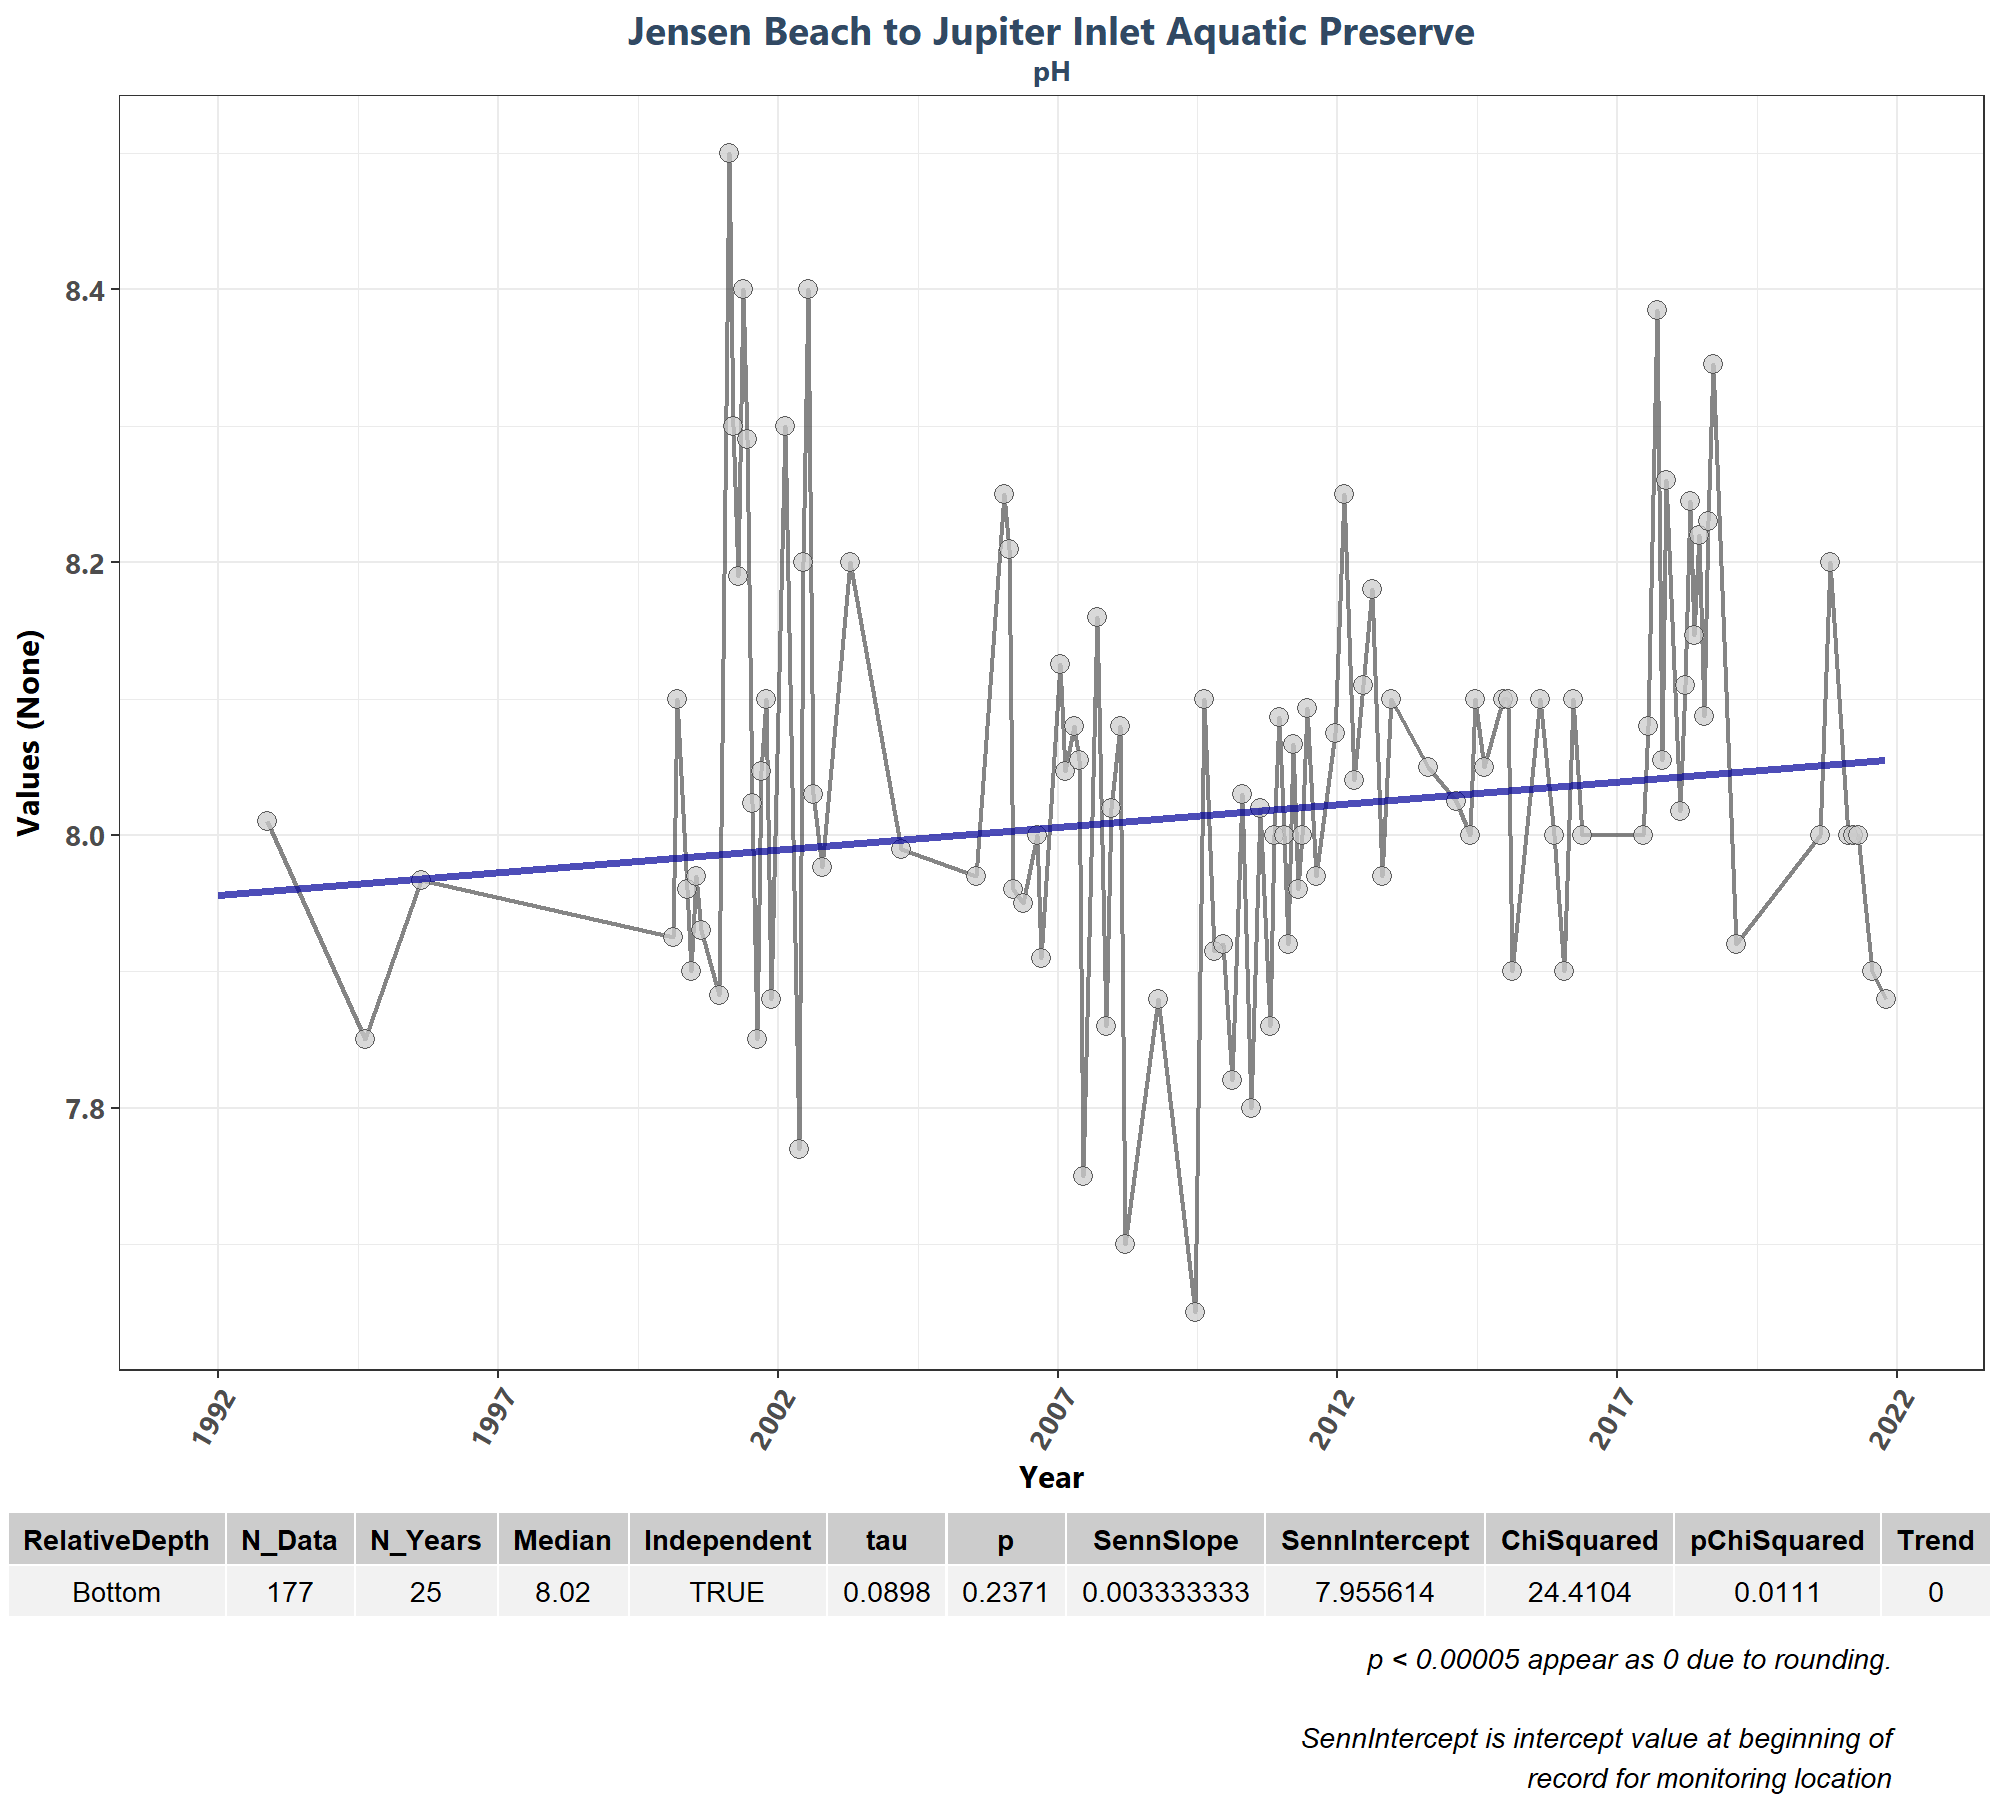 Jensen Beach to Jupiter Inlet Aquatic Preserve
pH
Values (None)
8.4
8.2
8.0
7.8
1992 1997 2002 2007 2012 2017 2022
Year
RelativeDepth N_Data N_Years Median Independent tau p SennSlope SennIntercept ChiSquared pChiSquared Trend
Bottom 177 25 8.02 TRUE 0.0898 0.2371 0.003333333 7.955614 24.4104 0.0111 0
p < 0.00005 appear as 0 due to rounding.
SennIntercept is intercept value at beginning of
record for monitoring location